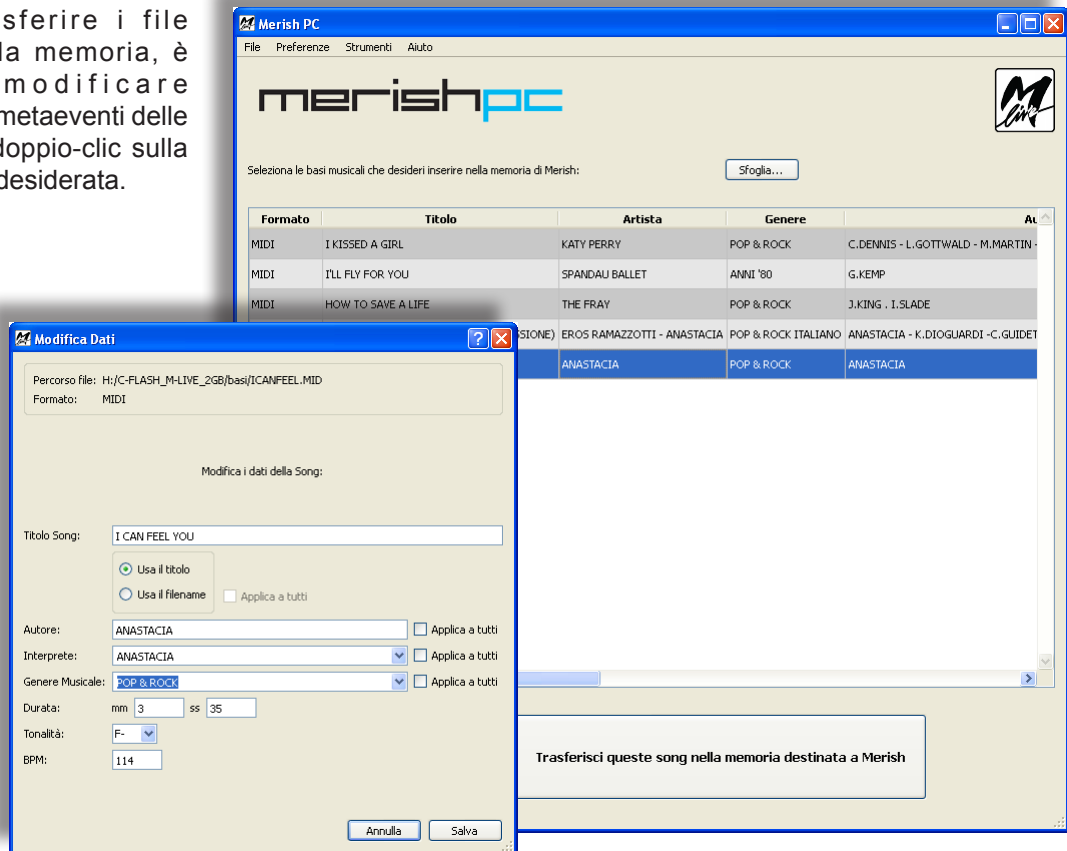 sferire i file
la memoria, è
modificare
metaeventi delle
doppio-clic sulla
desiderata.
Merish PC
File Preferenze Strumenti Aiuto
merishpc
M live
Seleziona le basi musicali che desideri inserire nella memoria di Merish:
Sfoglia...
Formato Titolo Artista Genere
MIDI I KISSED A GIRL KATY PERRY POP & ROCK C.DENNIS - L.GOTTWALD - M.MARTIN -
MIDI I'LL FLY FOR YOU SPANDAU BALLET ANNI '80 G.KEMP
MIDI HOW TO SAVE A LIFE THE FRAY POP & ROCK J.KING . I.SLADE
SIONE) EROS RAMAZZOTTI - ANASTACIA POP & ROCK ITALIANO ANASTACIA - K.DIOGUARDI -C.GUIDET
ANASTACIA POP & ROCK ANASTACIA
Trasferisci queste song nella memoria destinata a Merish
Modifica Dati
Percorso file: H:/C-FLASH_M-LIVE_2GB/basi/ICANFEEL.MID
Formato: MIDI
Modifica i dati della Song:
Titolo Song: I CAN FEEL YOU
Usa il titolo
Usa il filename Applica a tutti
Autore: ANASTACIA Applica a tutti
Interprete: ANASTACIA Applica a tutti
Genere Musicale: POP & ROCK Applica a tutti
Durata: mm 3 ss 35
Tonalità: F-
BPM: 114
Annulla Salva